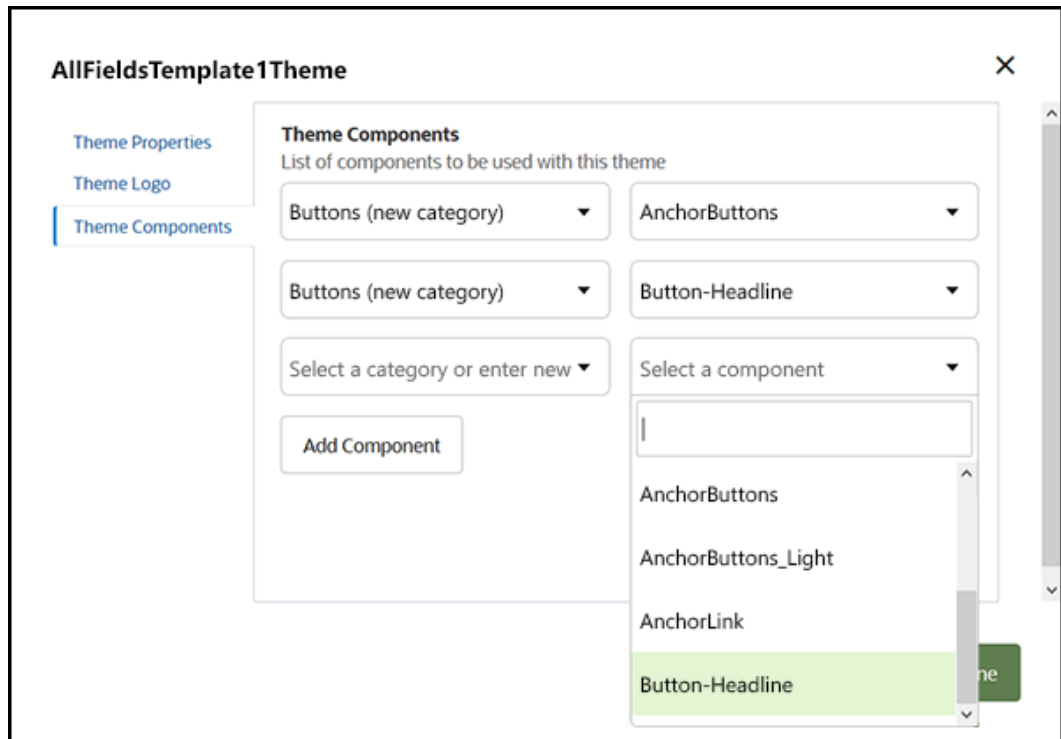 AllFieldsTemplate1Theme
Theme Properties
Theme Logo
Theme Components
Theme Components
List of components to be used with this theme
Buttons (new category)
AnchorButtons
Buttons (new category)
Button-Headline
Select a category or enter new
Select a component
Add Component
AnchorButtons
AnchorButtons_Light
AnchorLink
Button-Headline